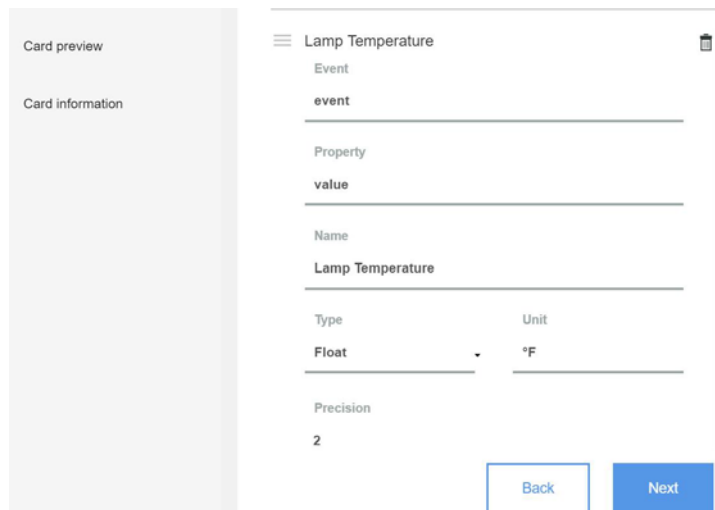 Card preview
Card information
Lamp Temperature
Event
event
Property
value
Name
Lamp Temperature
Type Unit
Float °F
Precision
2
Back Next